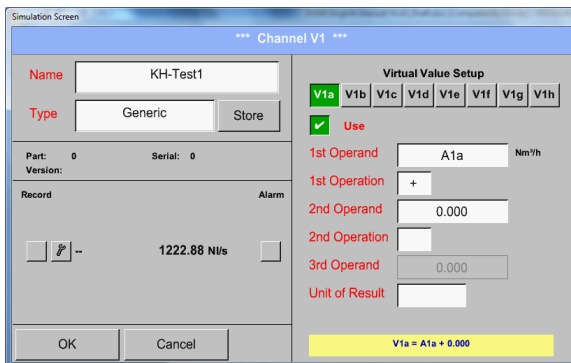 Simulation Screen
*** Channel V1 ***
Name
KH-Test1
Type
Generic
Store
Part: 0 Serial: 0
Version:
Record
Alarm
-- 1222.88 Nl/s
OK
Cancel
Virtual Value Setup
V1a V1b V1c V1d V1e V1f V1g V1h
Use
1st Operand A1a Nm³/h
1st Operation +
2nd Operand 0.000
2nd Operation
3rd Operand 0.000
Unit of Result
V1a = A1a + 0.000